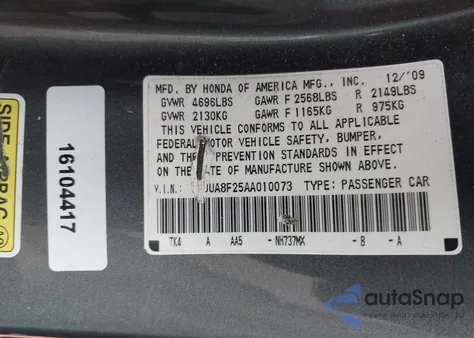 MFD. BY HONDA OF AMERICA MFG., INC. 12/'09
GVWR 4696LBS GAWR F 2568LBS R 2149LBS
GVWR 2130KG GAWR F 1165KG R 975KG
THIS VEHICLE CONFORMS TO ALL APPLICABLE
FEDERAL MOTOR VEHICLE SAFETY, BUMPER,
AND PREVENTION STANDARDS IN EFFECT
ON THE DATE OF MANUFACTURE SHOWN ABOVE.
V.I.N. UA8F25AA010073 TYPE: PASSENGER CAR
TK4 A AA5 -NH737MX -B -A
16104417
SIDE
autoSnap